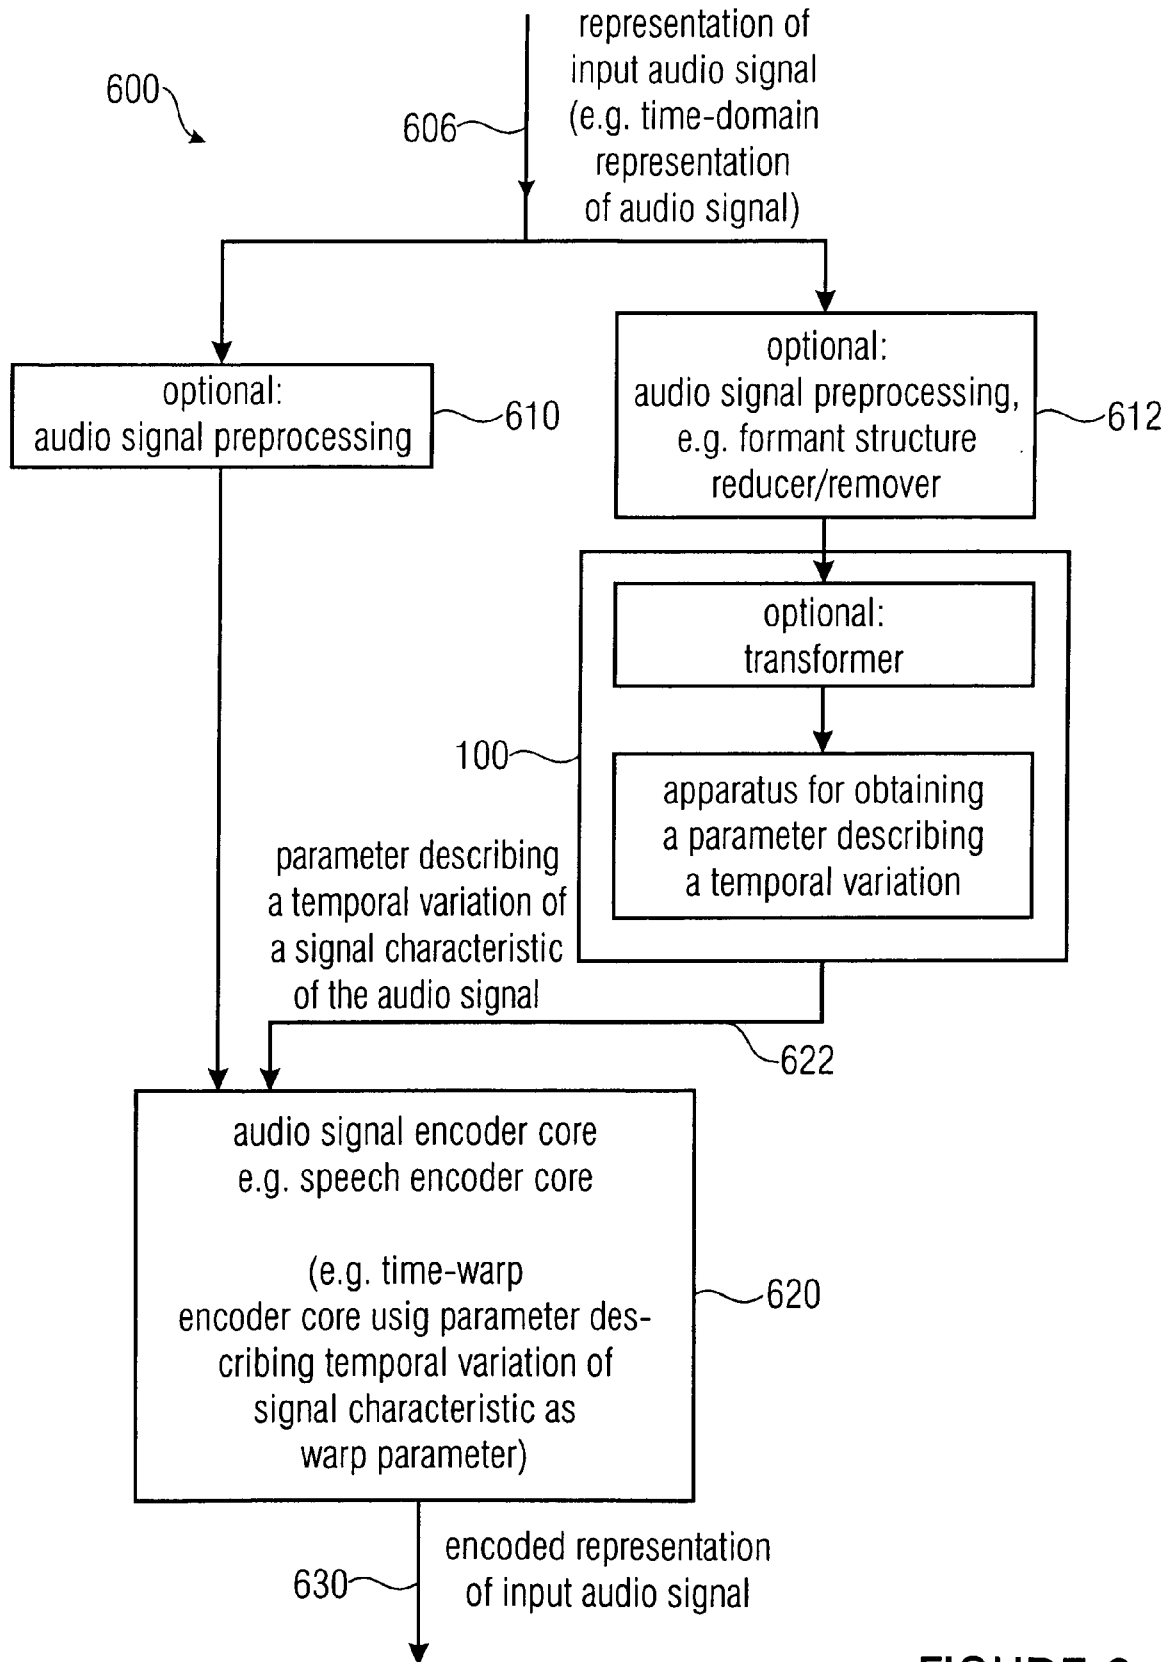 representation of
input audio signal
(e.g. time-domain
representation
of audio signal)
600
606
optional:
audio signal preprocessing
610
optional:
audio signal preprocessing,
e.g. formant structure
reducer/remover
612
optional:
transformer
100
apparatus for obtaining
a parameter describing
a temporal variation
parameter describing
a temporal variation of
a signal characteristic
of the audio signal
622
audio signal encoder core
e.g. speech encoder core
(e.g. time-warp
encoder core usig parameter des-
cribing temporal variation of
signal characteristic as
warp parameter)
620
encoded representation
of input audio signal
630